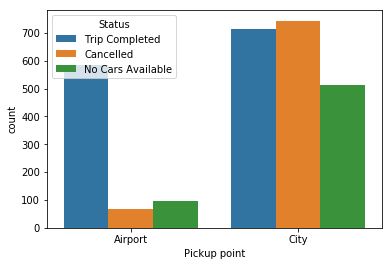 Status
Trip Completed
Cancelled
No Cars Available
700
600
500
400
300
200
100
0
count
Airport
City
Pickup point